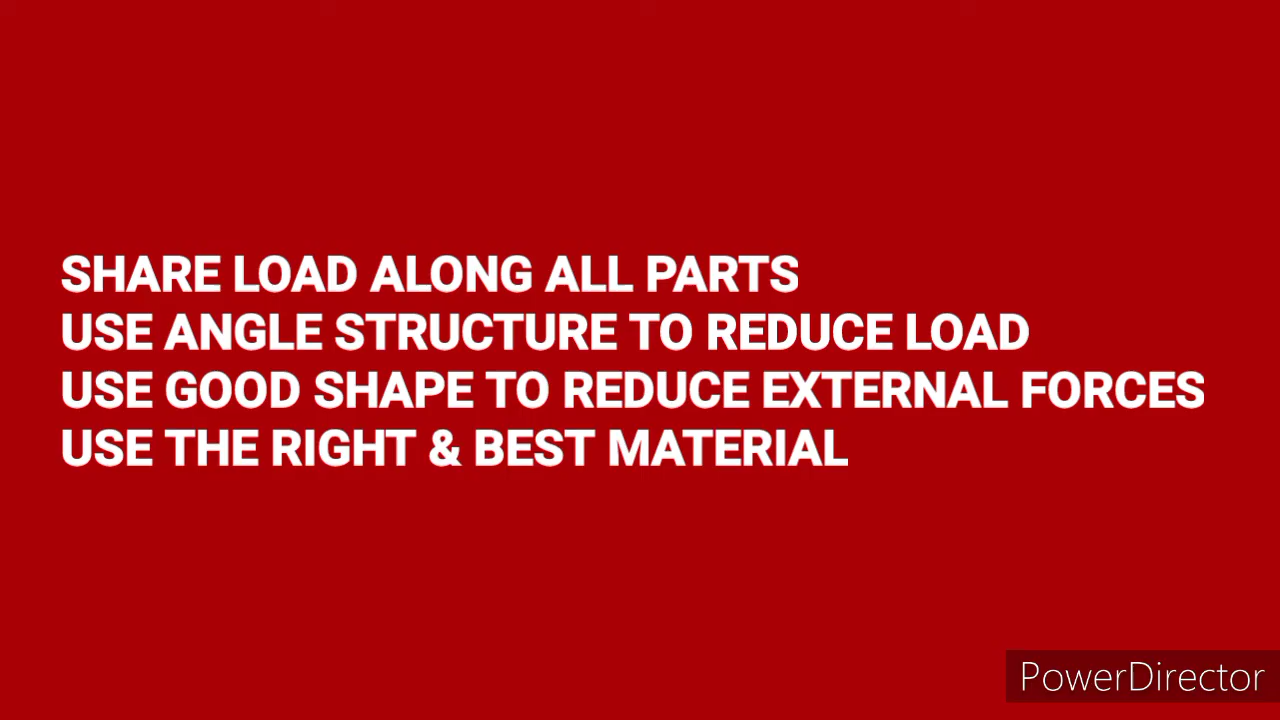 SHARE LOAD ALONG ALL PARTS
USE ANGLE STRUCTURE TO REDUCE LOAD
USE GOOD SHAPE TO REDUCE EXTERNAL FORCES
USE THE RIGHT & BEST MATERIAL
PowerDirector